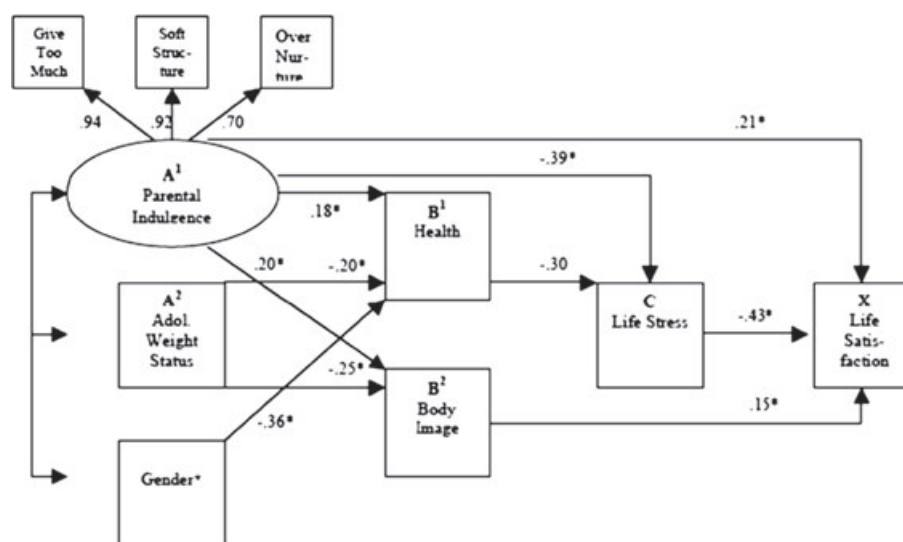 Give
Too
Much
Soft
Struc-
ture
Over
Nur-
ture
.94
.92
.70
.21*
-.39*
A1
Parental
Indulgence
.18*
B1
Health
.20*
-.20*
-.30
A2
Adol.
Weight
Status
C
Life Stress
-.43*
X
Life
Satis-
faction
-.25*
B2
Body
Image
-.36*
.15*
Gender+